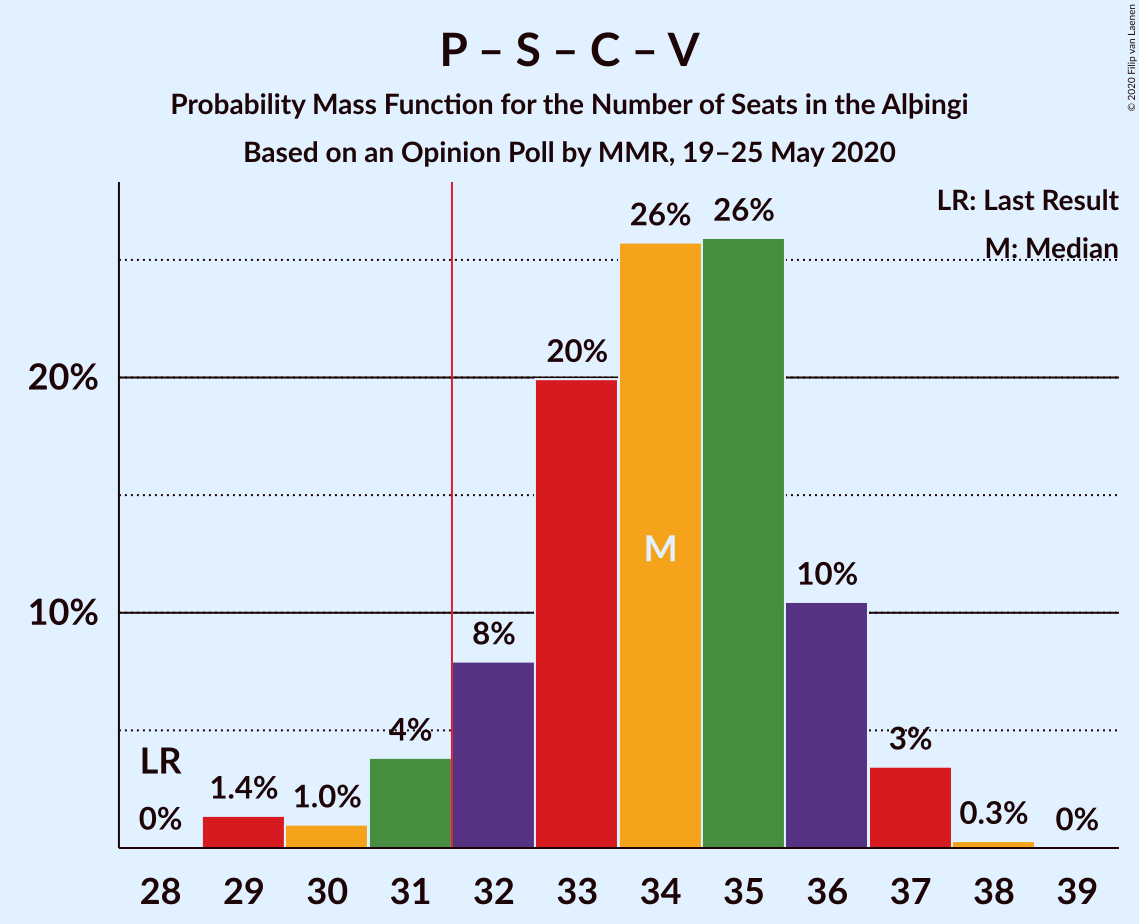 P – S – C – V
Probability Mass Function for the Number of Seats in the Alþingi
Based on an Opinion Poll by MMR, 19–25 May 2020
© 2020 Filip van Laenen
LR: Last Result
M: Median
26%
26%
20%
20%
M
10%
10%
8%
4%
3%
LR
1.4%
1.0%
0%
0.3%
0%
28 29 30 31 32 33 34 35 36 37 38 39